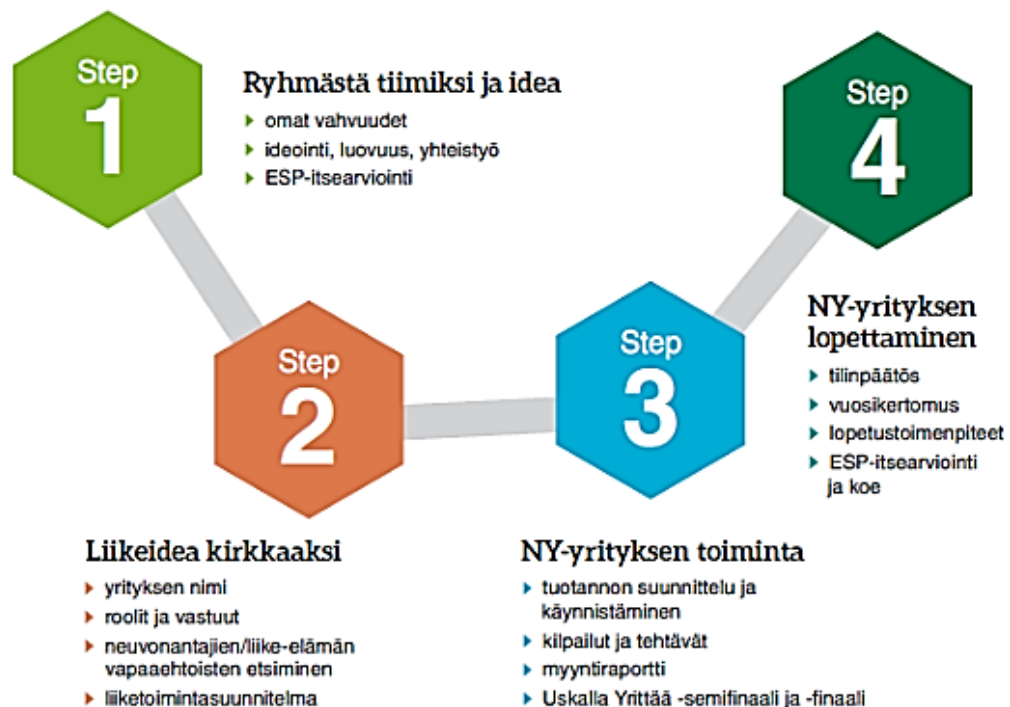 Step
1
Ryhmästä tiimiksi ja idea
omat vahvuudet
ideointi, luovuus, yhteistyö
ESP-itsearviointi
Step
2
Liikeidea kirkkaaksi
yrityksen nimi
roolit ja vastuut
neuvonantajien/liike-elämän
vapaaehtoisten etsiminen
liiketoimintasuunnitelma
Step
3
NY-yrityksen toiminta
tuotannon suunnittelu ja
käynnistäminen
kilpailut ja tehtävät
myyntiraportti
Uskalla Yrittää -semifinaali ja -finaali
Step
4
NY-yrityksen
lopettaminen
tilinpäätös
vuosikertomus
lopetustoimenpiteet
ESP-itsearviointi
ja koe